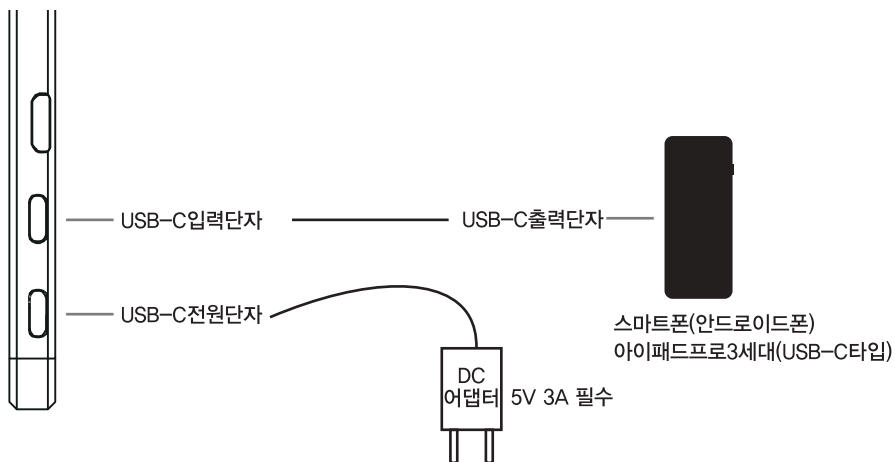 USB-C입력단자
USB-C출력단자
USB-C전원단자
스마트폰(안드로이드폰)
아이패드프로3세대(USB-C타입)
DC
어댑터
5V 3A 필수